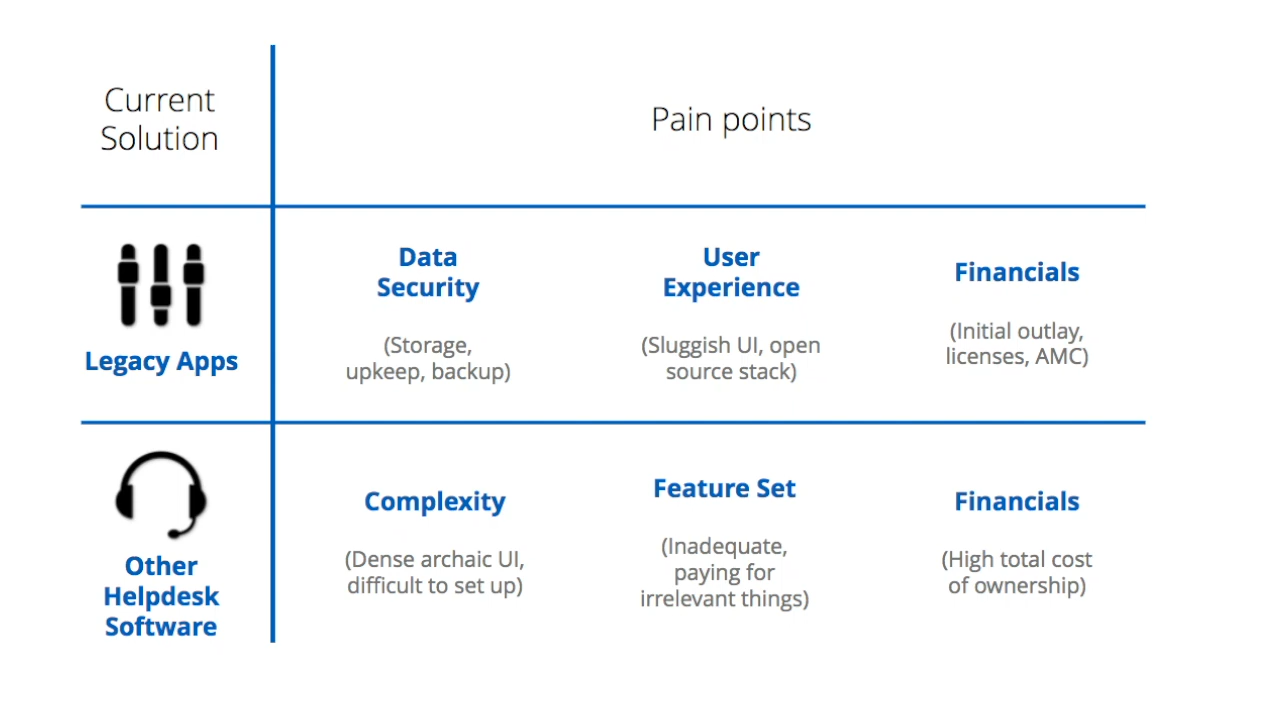 Current
Solution
Pain points
Legacy Apps
Data
Security
(Storage,
upkeep, backup)
User
Experience
(Sluggish UI, open
source stack)
Financials
(Initial outlay,
licenses, AMC)
Other
Helpdesk
Software
Complexity
(Dense archaic UI,
difficult to set up)
Feature Set
(Inadequate,
paying for
irrelevant things)
Financials
(High total cost
of ownership)